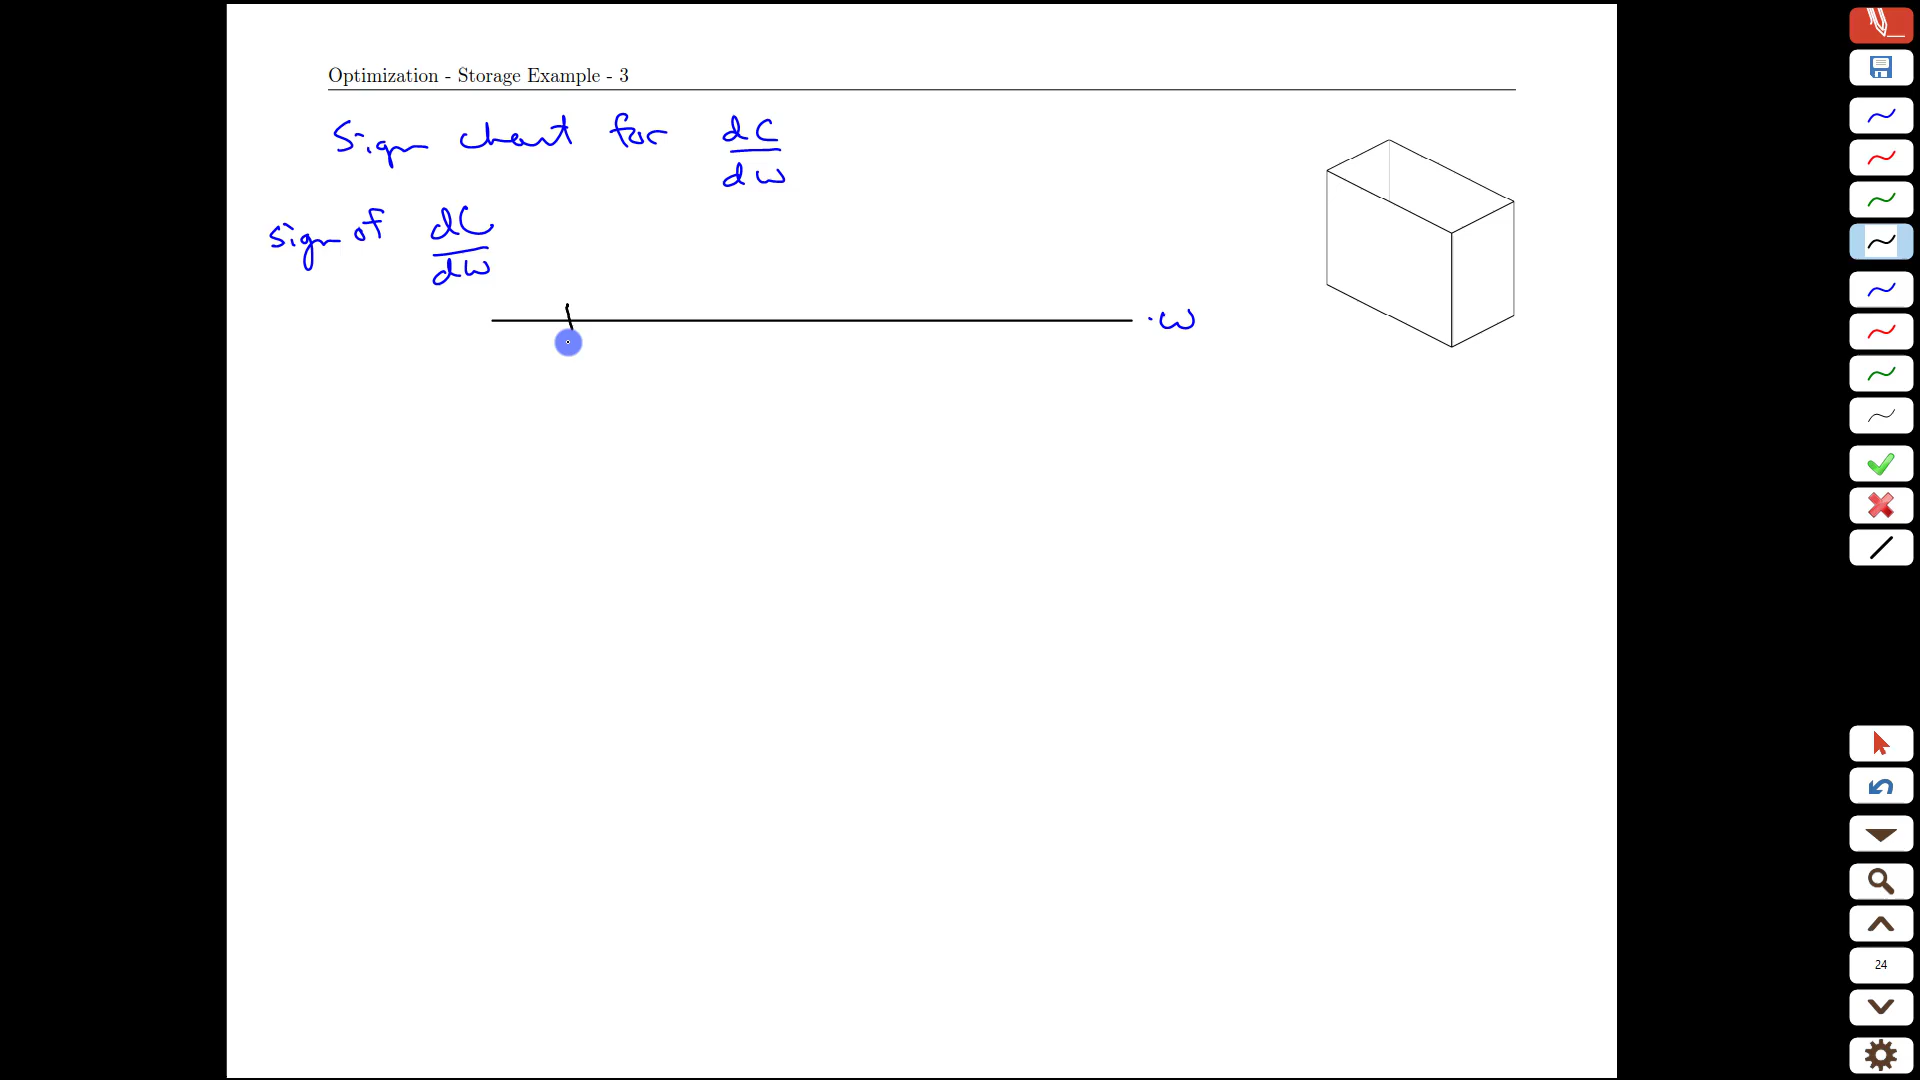 Optimization - Storage Example - 3
Sign chart for dC/dw
sign of dC/dw
w
24